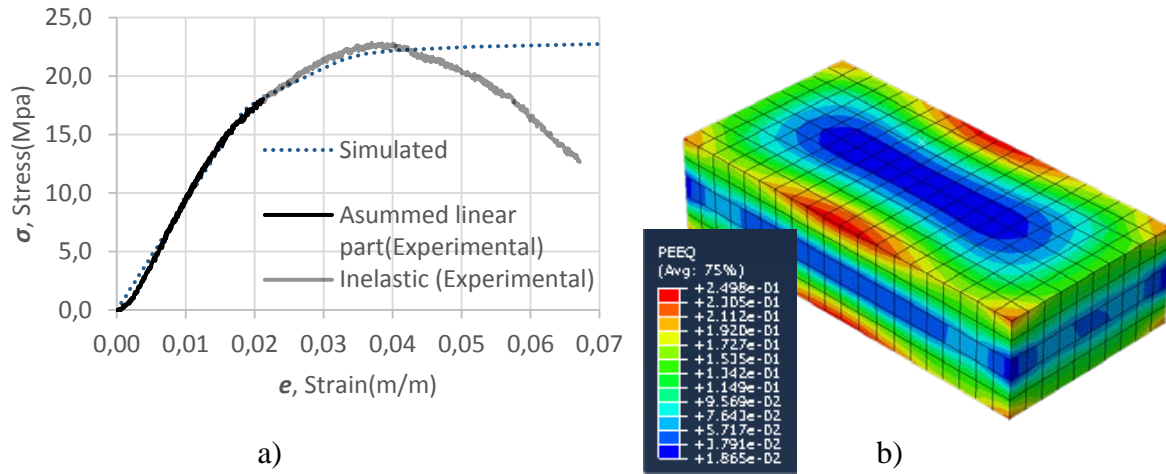 25,0
20,0
15,0
10,0
5,0
0,0
σ, Stress(Mpa)
Simulated
Asummed linear
part(Experimental)
Inelastic (Experimental)
0,00 0,01 0,02 0,03 0,04 0,05 0,06 0,07
e, Strain(m/m)
a)
PEEQ
(Avg: 75%)
+2.498e-01
+2.305e-01
+2.112e-01
+1.920e-01
+1.727e-01
+1.535e-01
+1.342e-01
+1.149e-01
+9.569e-02
+7.643e-02
+5.717e-02
+3.791e-02
+1.865e-02
b)